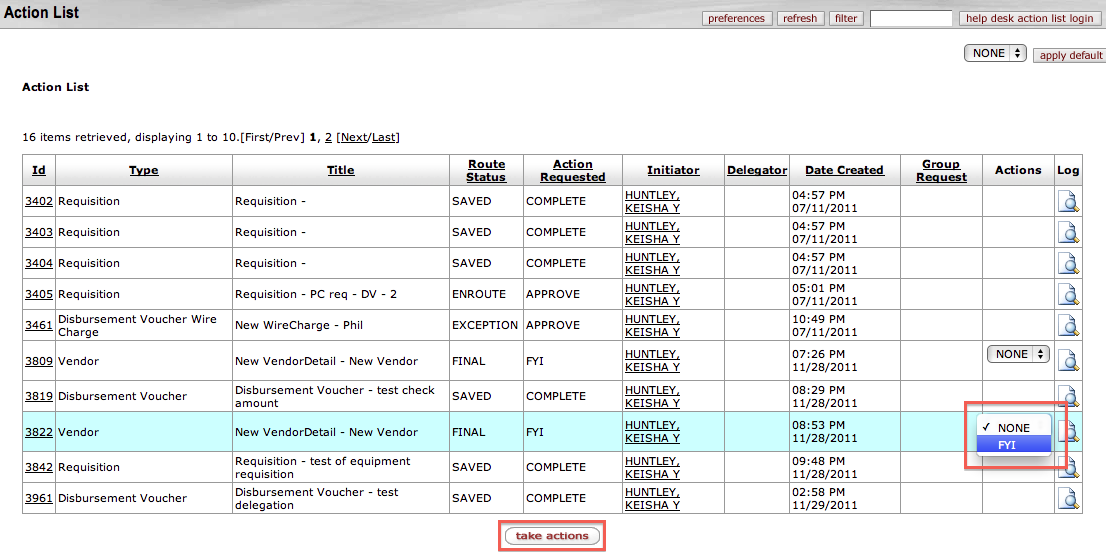 Action List
preferences refresh filter help desk action list login
NONE apply default
Action List
16 items retrieved, displaying 1 to 10.[First/Prev] 1, 2 [Next/Last]
Id Type Title Route Status Action Requested Initiator Delegator Date Created Group Request Actions Log
3402 Requisition Requisition - SAVED COMPLETE HUNTLEY, KEISHA Y 04:57 PM 07/11/2011
3403 Requisition Requisition - SAVED COMPLETE HUNTLEY, KEISHA Y 04:57 PM 07/11/2011
3404 Requisition Requisition - SAVED COMPLETE HUNTLEY, KEISHA Y 04:57 PM 07/11/2011
3405 Requisition Requisition - PC req - DV - 2 ENROUTE APPROVE HUNTLEY, KEISHA Y 05:01 PM 07/11/2011
3461 Disbursement Voucher Wire Charge New WireCharge - Phil EXCEPTION APPROVE HUNTLEY, KEISHA Y 10:49 PM 07/11/2011
3809 Vendor New VendorDetail - New Vendor FINAL FYI HUNTLEY, KEISHA Y 07:26 PM 11/28/2011 NONE
3819 Disbursement Voucher Disbursement Voucher - test check amount SAVED COMPLETE HUNTLEY, KEISHA Y 08:29 PM 11/28/2011
3822 Vendor New VendorDetail - New Vendor FINAL FYI HUNTLEY, KEISHA Y 08:53 PM 11/28/2011 ✓ NONE
FYI
3842 Requisition Requisition - test of equipment requisition SAVED COMPLETE HUNTLEY, KEISHA Y 09:48 PM 11/28/2011
3961 Disbursement Voucher Disbursement Voucher - test delegation SAVED COMPLETE HUNTLEY, KEISHA Y 02:58 PM 11/29/2011
take actions